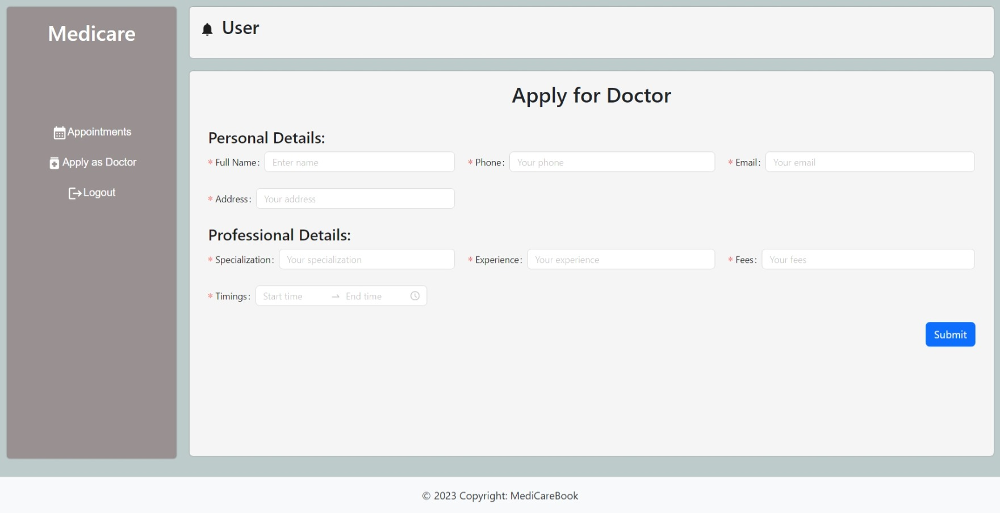 Medicare
Appointments
Apply as Doctor
Logout
User
Apply for Doctor
Personal Details:
* Full Name: Enter name * Phone: Your phone * Email: Your email
* Address: Your address
Professional Details:
* Specialization: Your specialization * Experience: Your experience * Fees: Your fees
* Timings: Start time → End time
Submit
© 2023 Copyright: MediCareBook